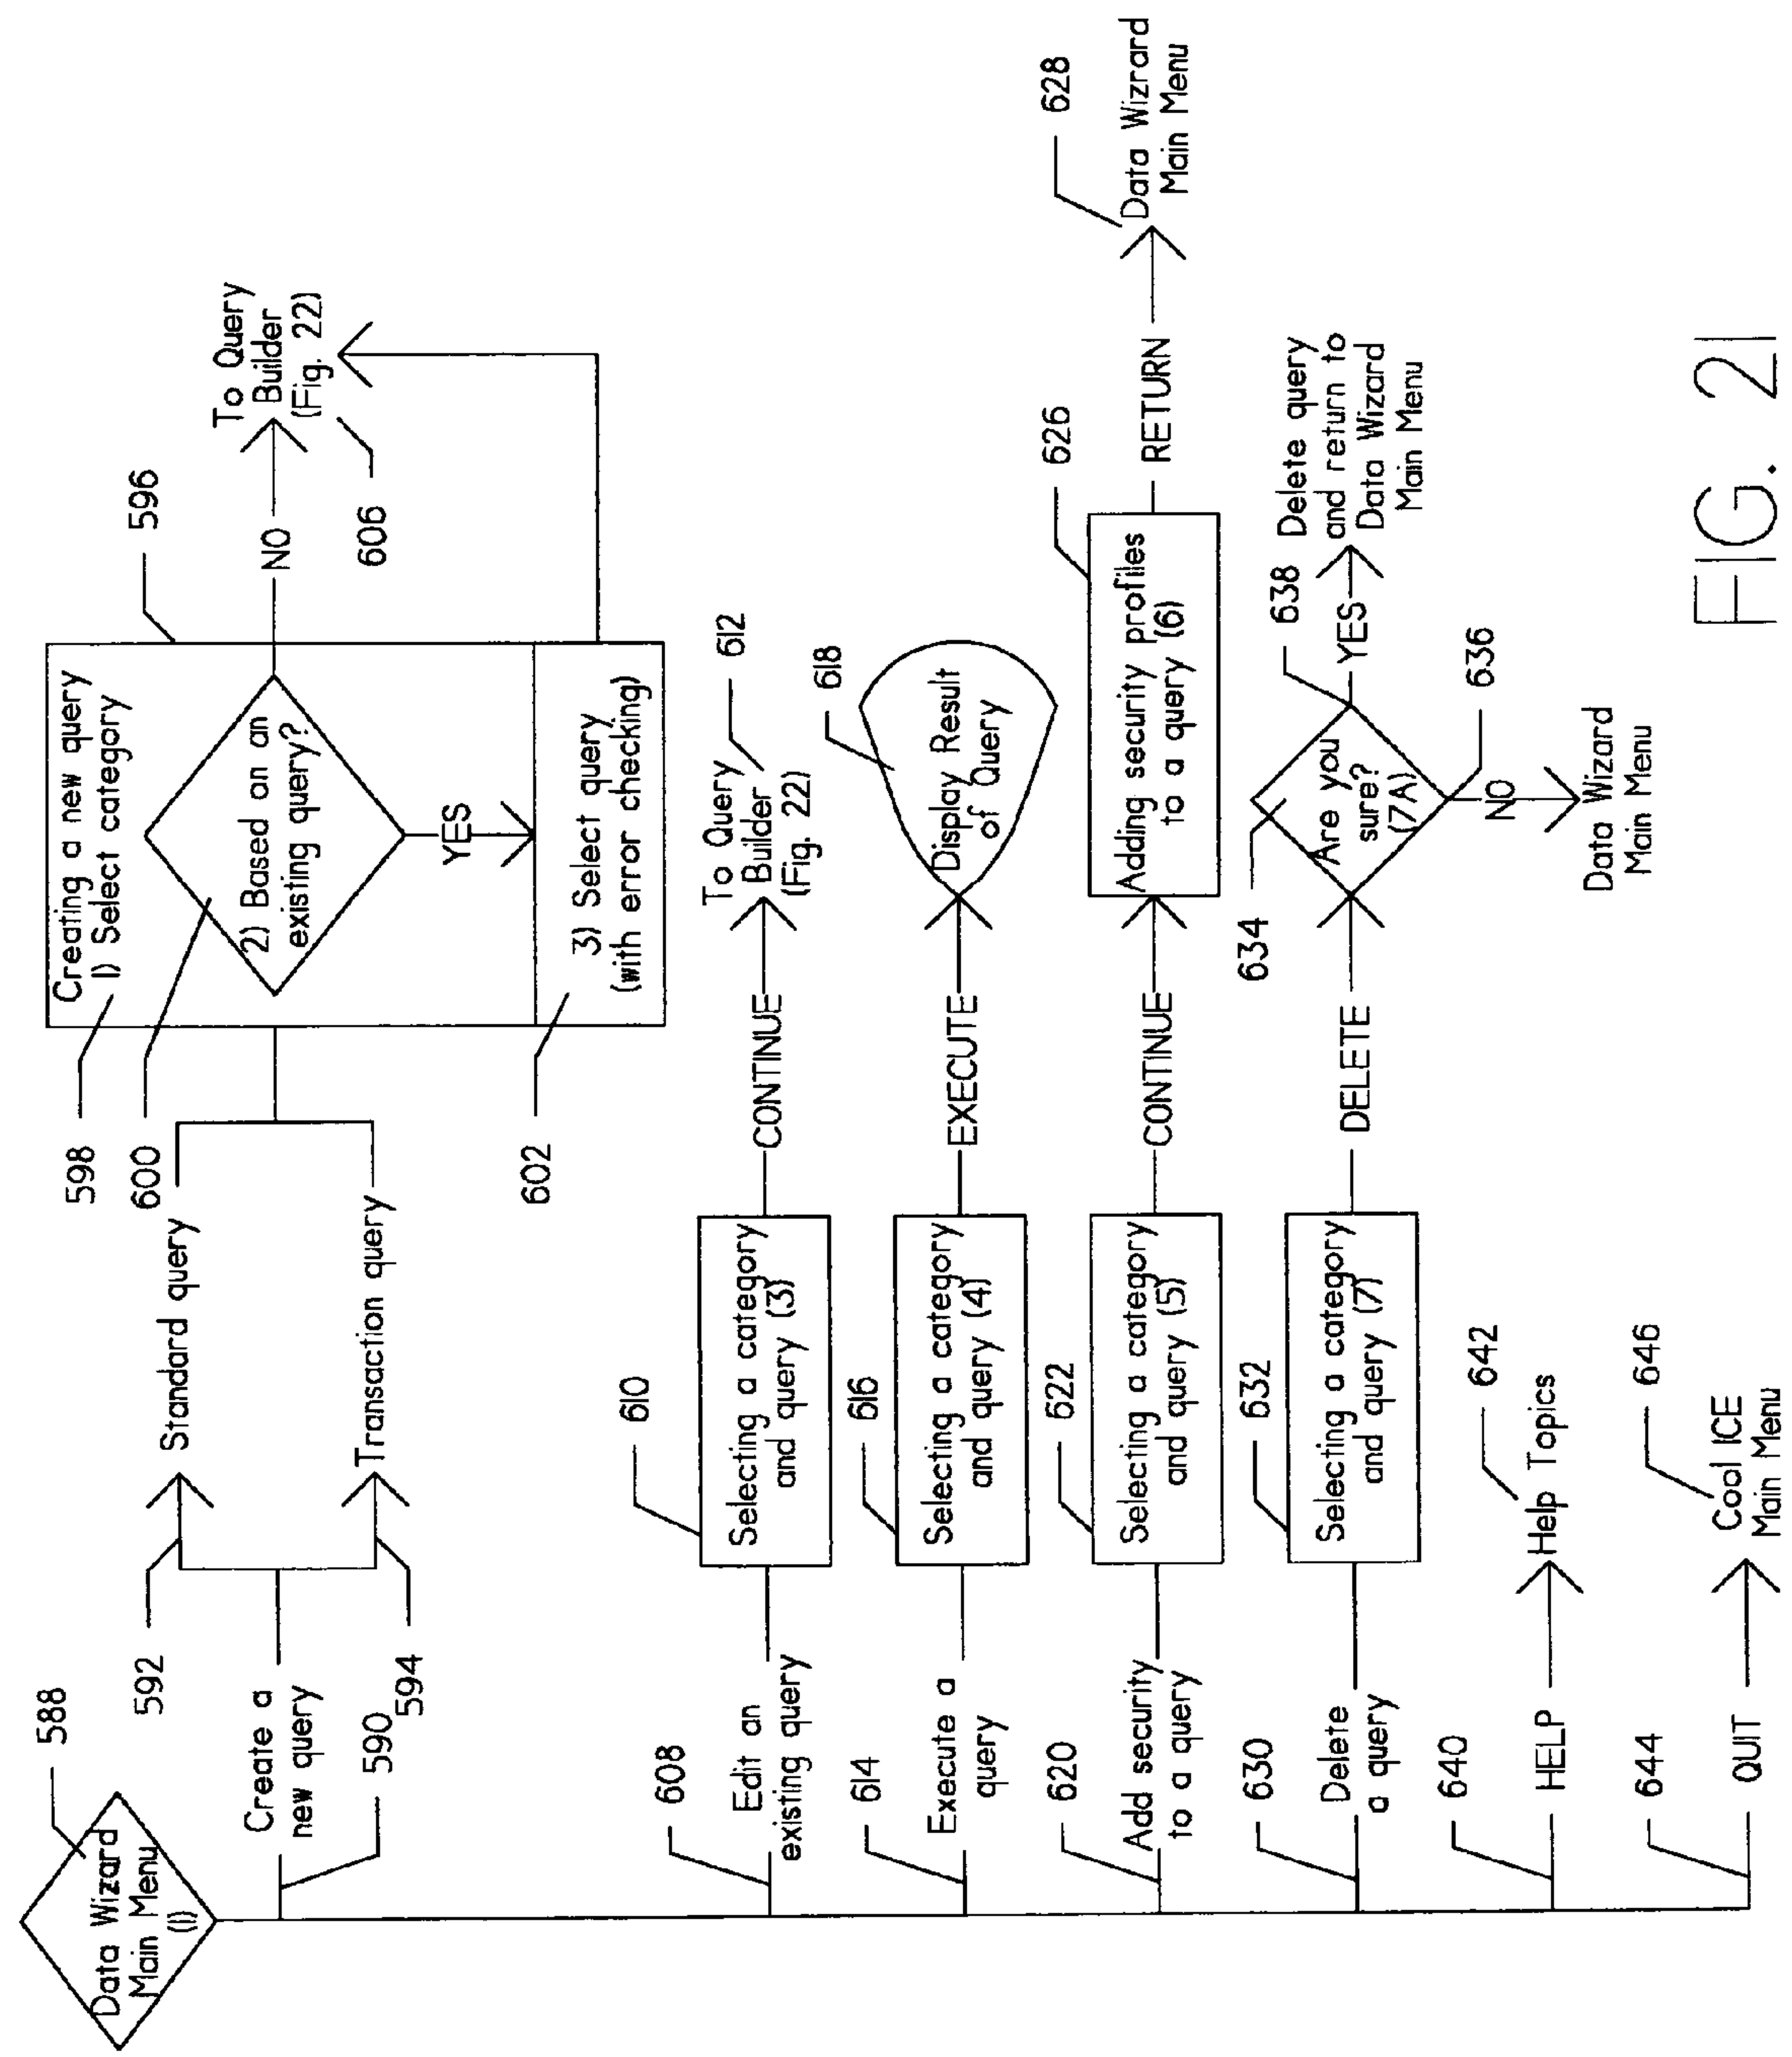 588
Data Wizard
Main Menu
(1)
592
594
590
Create a
new query
Standard query
Transaction query
598
600
602
596
Creating a new query
1) Select category
2) Based on an
existing query?
YES
3) Select query
(with error checking)
NO
To Query
Builder
(Fig. 22)
606
608
Edit an
existing query
610
Selecting a category
and query (3)
CONTINUE
To Query
Builder
(Fig. 22)
612
614
Execute a
query
616
Selecting a category
and query (4)
EXECUTE
Display Result
of Query
618
620
Add security
to a query
622
Selecting a category
and query (5)
CONTINUE
Adding security profiles
to a query (6)
626
RETURN
Data Wizard
Main Menu
628
630
Delete
a query
632
Selecting a category
and query (7)
DELETE
634
Are you
sure?
(7A)
638
YES
Delete query
and return to
Data Wizard
Main Menu
636
NO
Data Wizard
Main Menu
640
HELP
642
Help Topics
644
QUIT
646
Cool ICE
Main Menu
FIG. 21